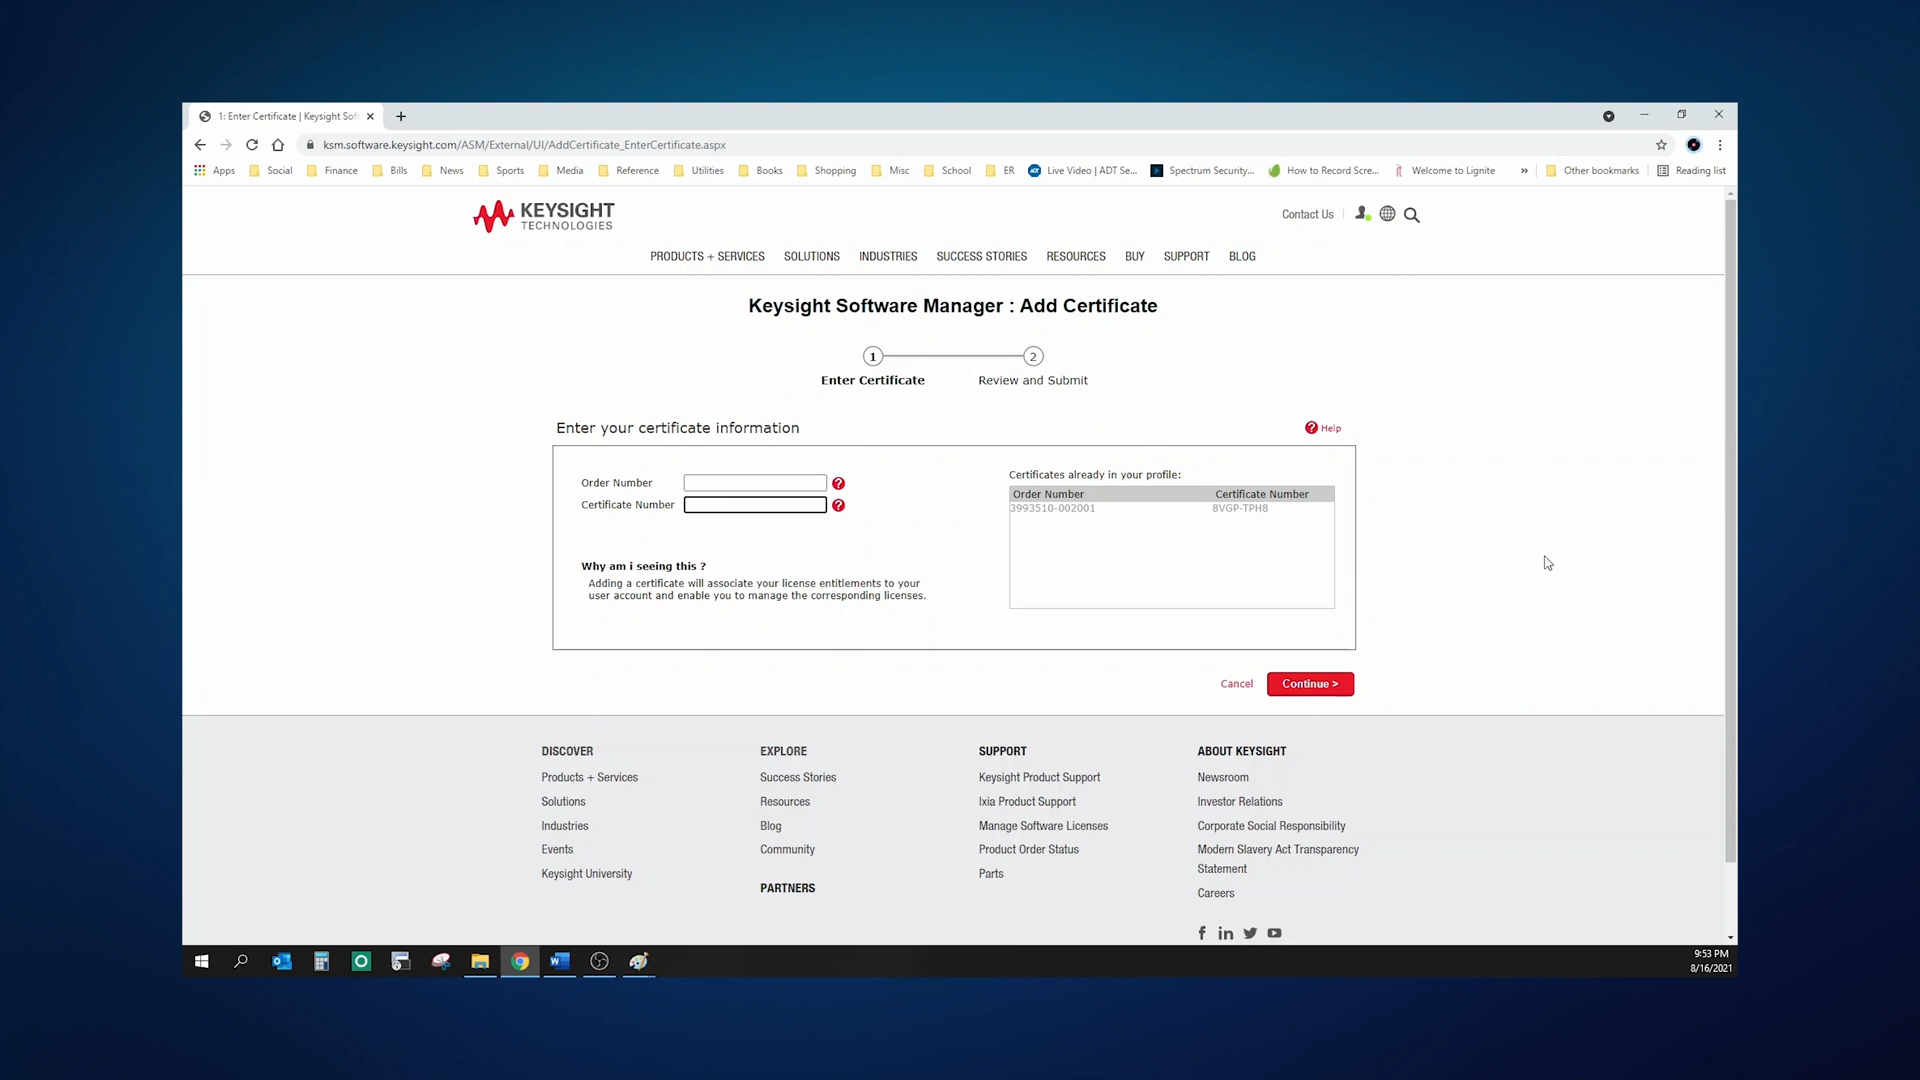 1: Enter Certificate | Keysight Sof
ksm.software.keysight.com/ASM/External/UI/AddCertificate_EnterCertificate.aspx
Apps Social Finance Bills News Sports Media Reference Utilities Books Shopping Misc School ER Live Video | ADT Se... Spectrum Security,... How to Record Scre... Welcome to Lignite » Other bookmarks Reading list
KEYSIGHT
TECHNOLOGIES
Contact Us
PRODUCTS + SERVICES SOLUTIONS INDUSTRIES SUCCESS STORIES RESOURCES BUY SUPPORT BLOG
Keysight Software Manager : Add Certificate
1 2
Enter Certificate Review and Submit
Enter your certificate information
? Help
Order Number ?
Certificate Number ?
Why am i seeing this ?
Adding a certificate will associate your license entitlements to your
user account and enable you to manage the corresponding licenses.
Certificates already in your profile:
Order Number Certificate Number
3993510-002001 8VGP-TPH8
Cancel Continue >
DISCOVER
Products + Services
Solutions
Industries
Events
Keysight University
EXPLORE
Success Stories
Resources
Blog
Community
PARTNERS
SUPPORT
Keysight Product Support
Ixia Product Support
Manage Software Licenses
Product Order Status
Parts
ABOUT KEYSIGHT
Newsroom
Investor Relations
Corporate Social Responsibility
Modern Slavery Act Transparency
Statement
Careers
9:53 PM
8/16/2021